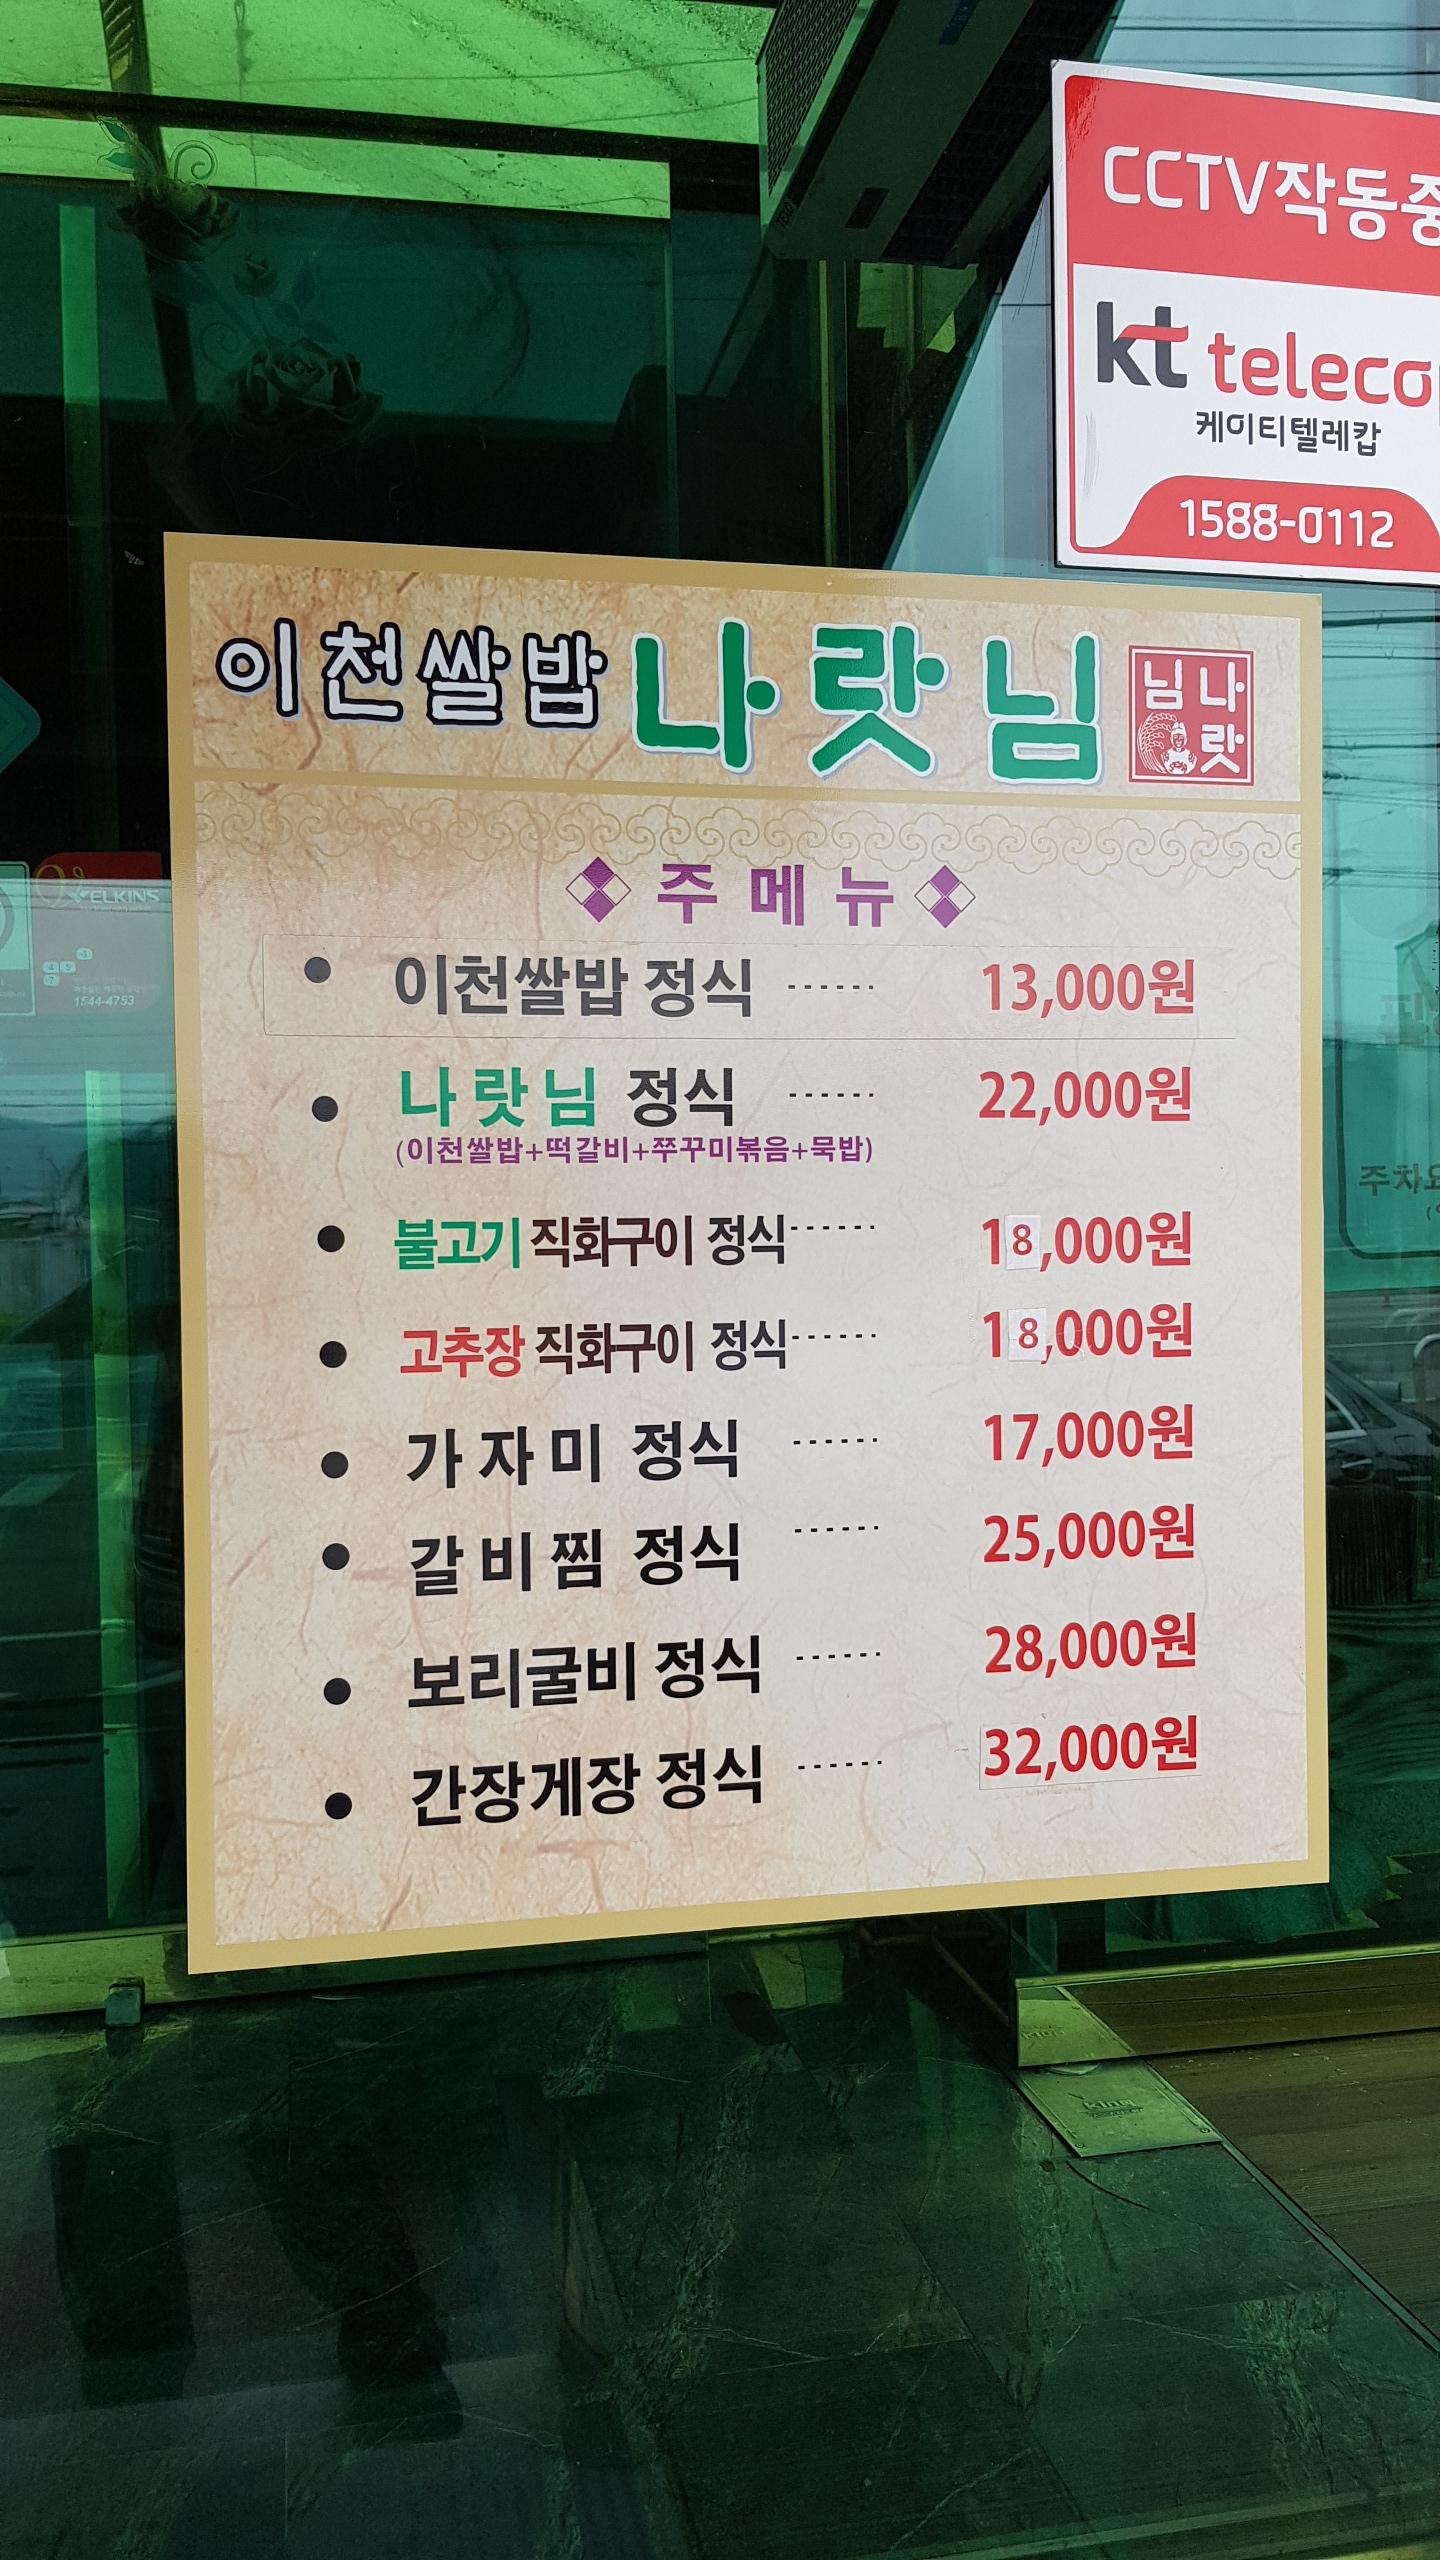 CCTV작동중
kt telecop
케이티텔레캅
1588-0112
이천쌀밥 나랏님
님 나
랏
주 메 뉴
• 이천쌀밥 정식 ------ 13,000원
• 나랏님 정식 ------ 22,000원
(이천쌀밥+떡갈비+쭈꾸미볶음+묵밥)
• 불고기 직화구이 정식------ 18,000원
• 고추장 직화구이 정식------ 18,000원
• 가자미 정식 ------ 17,000원
• 갈비찜 정식 ------ 25,000원
• 보리굴비 정식 ------ 28,000원
• 간장게장 정식 ------ 32,000원
VELKINS
1544-4753
주차